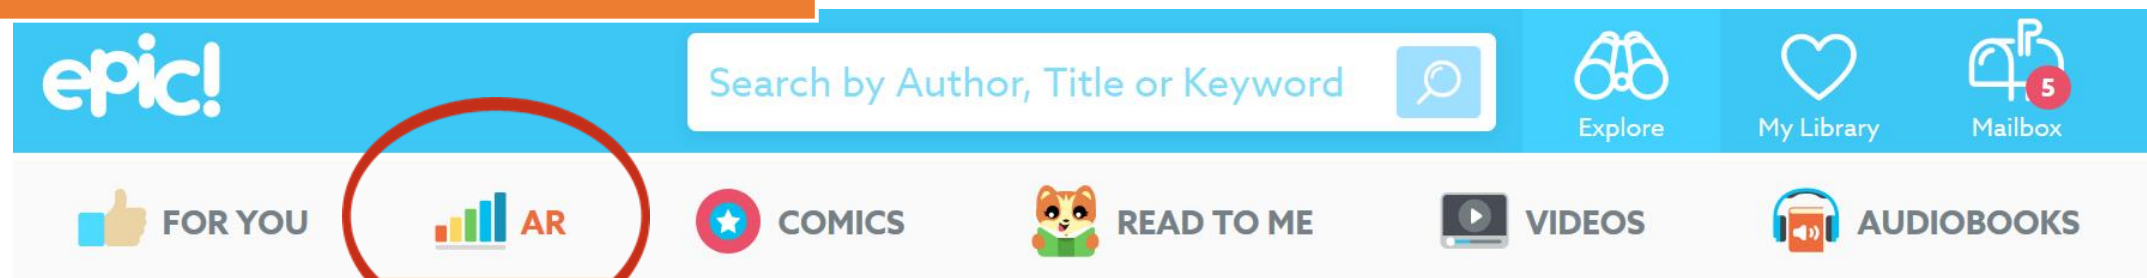 epic!
Search by Author, Title or Keyword
Explore
My Library
5
Mailbox
FOR YOU
AR
COMICS
READ TO ME
VIDEOS
AUDIOBOOKS